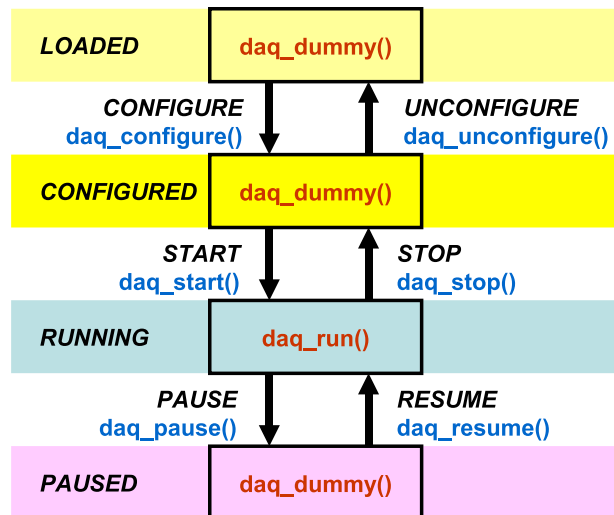 LOADED
daq_dummy()
CONFIGURE
daq_configure()
UNCONFIGURE
daq_unconfigure()
CONFIGURED
daq_dummy()
START
daq_start()
STOP
daq_stop()
RUNNING
daq_run()
PAUSE
daq_pause()
RESUME
daq_resume()
PAUSED
daq_dummy()